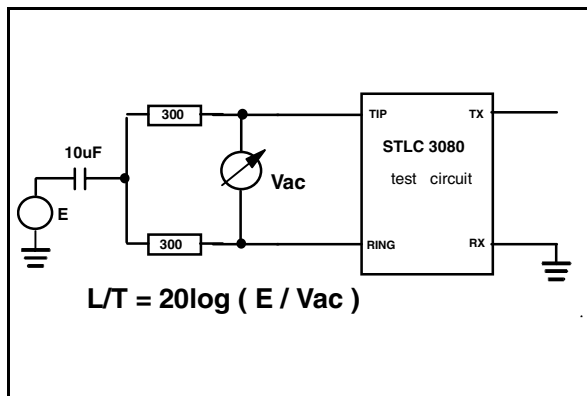 300
TIP
TX
10uF
STLC 3080
test circuit
Vac
E
300
RING
RX
L/T = 20log ( E / Vac )